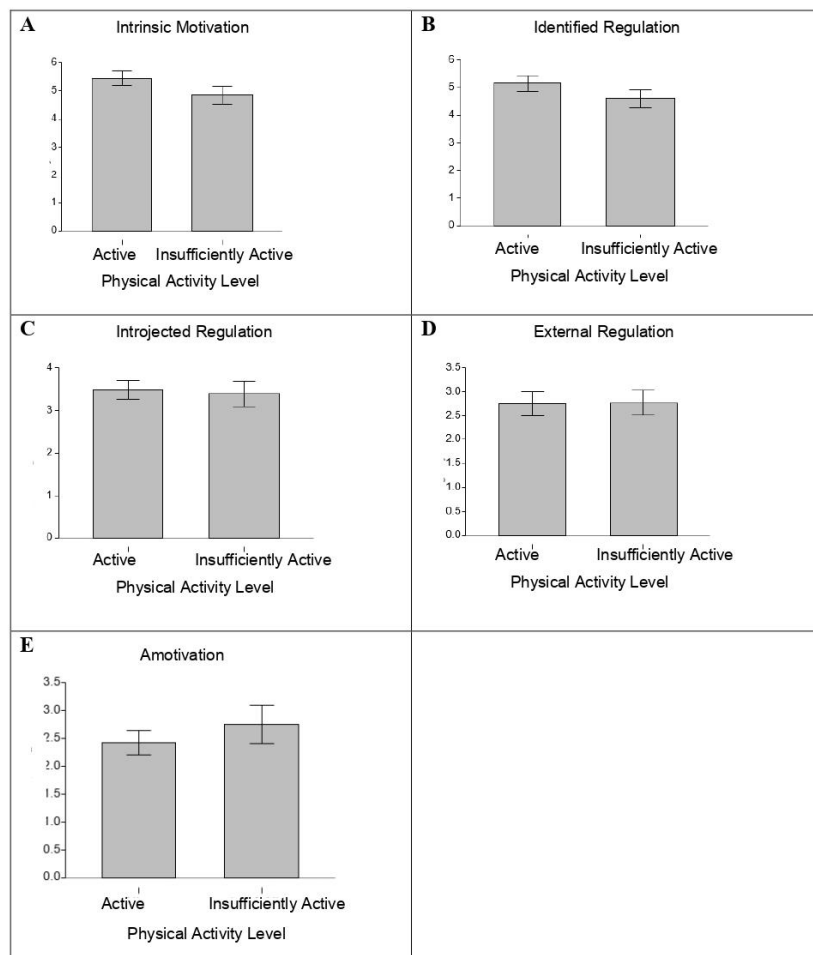 A
Intrinsic Motivation
6
5
4
3
2
1
0
Active Insufficiently Active
Physical Activity Level
B
Identified Regulation
6
5
4
3
2
1
0
Active Insufficiently Active
Physical Activity Level
C
Introjected Regulation
4
3
2
1
0
Active Insufficiently Active
Physical Activity Level
D
External Regulation
3.5
3.0
2.5
2.0
1.5
1.0
0.5
0.0
Active Insufficiently Active
Physical Activity Level
E
Amotivation
3.5
3.0
2.5
2.0
1.5
1.0
0.5
0.0
Active Insufficiently Active
Physical Activity Level